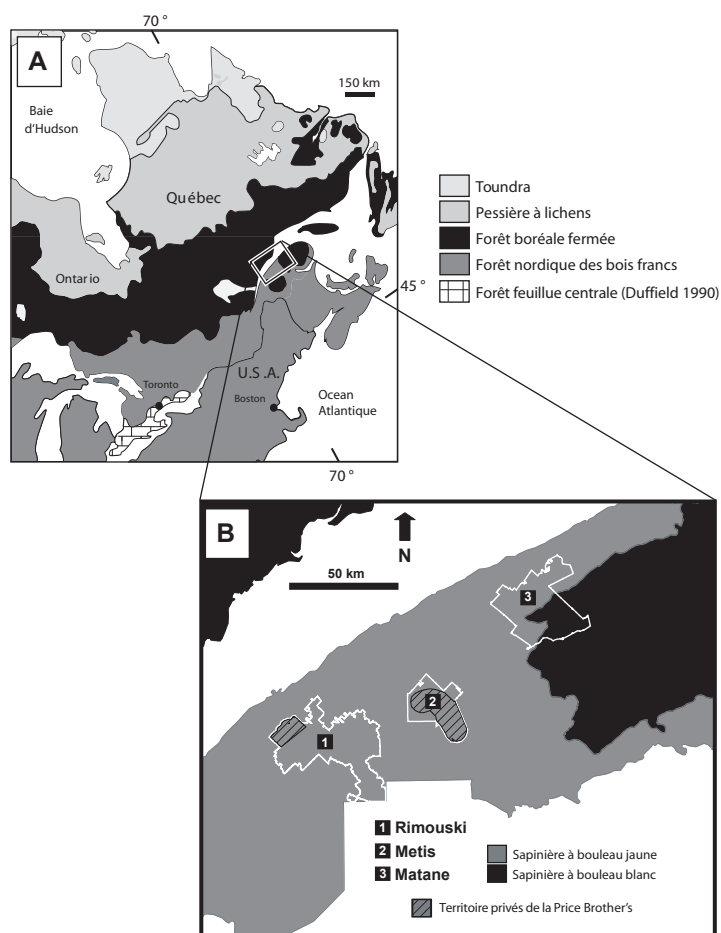 70 °
A
150 km
Baie
d'Hudson
Québec
Ontario
45 °
U.S.A.
Toronto
Boston
Ocean
Atlantique
70 °
Toundra
Pessière à lichens
Forêt boréale fermée
Forêt nordique des bois francs
Forêt feuillue centrale (Duffield 1990)
B
N
50 km
3
2
1
1 Rimouski
2 Metis
3 Matane
Sapinière à bouleau jaune
Sapinière à bouleau blanc
Territoire privés de la Price Brother's